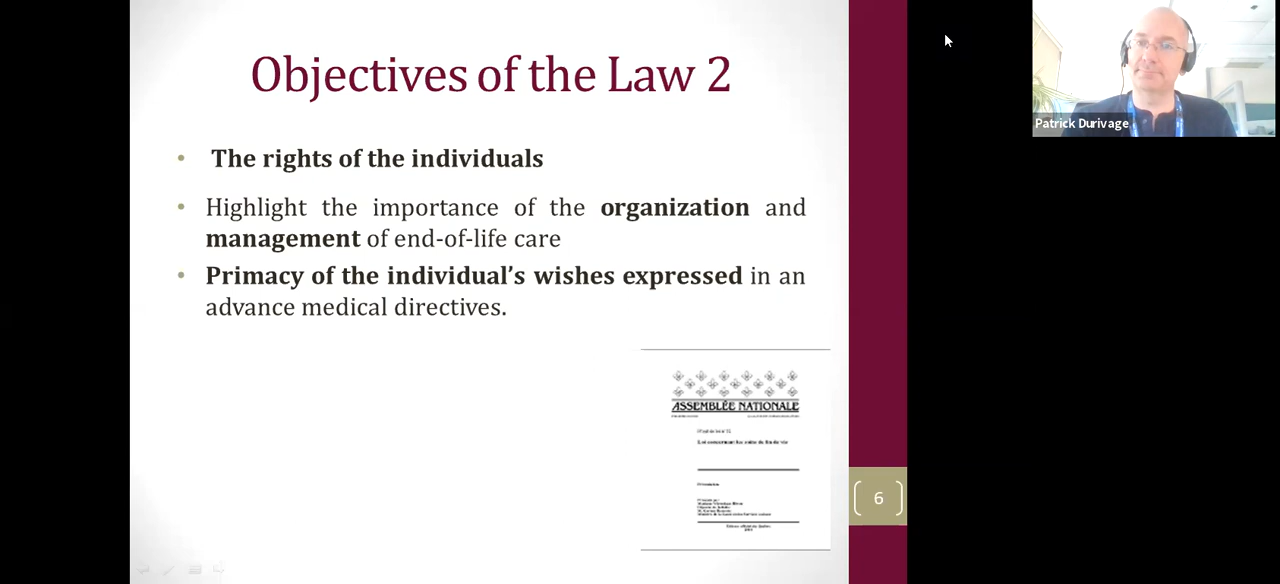 Objectives of the Law 2
• The rights of the individuals
• Highlight the importance of the organization and
management of end-of-life care
• Primacy of the individual’s wishes expressed in an
advance medical directives.
ASSEMBLÉE NATIONALE
6
Patrick Durivage